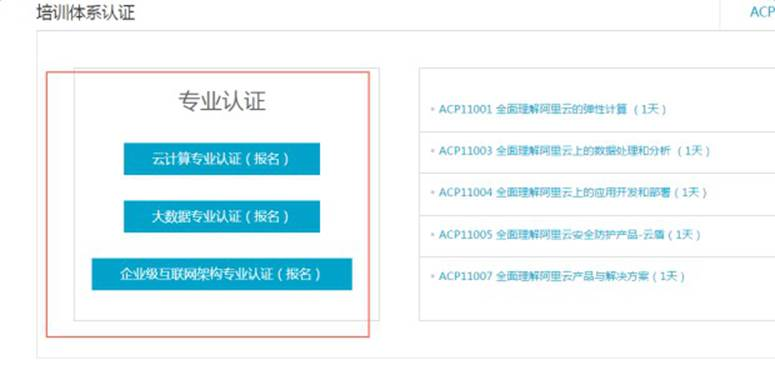 培训体系认证
ACP
专业认证
云计算专业认证（报名）
大数据专业认证（报名）
企业级互联网架构专业认证（报名）
ACP11001 全面理解阿里云的弹性计算 （1天）
ACP11003 全面理解阿里云上的数据处理和分析 （1天）
ACP11004 全面理解阿里云上的应用开发和部署（1天）
ACP11005 全面理解阿里云安全防护产品-云盾（1天）
ACP11007 全面理解阿里云产品与解决方案（1天）